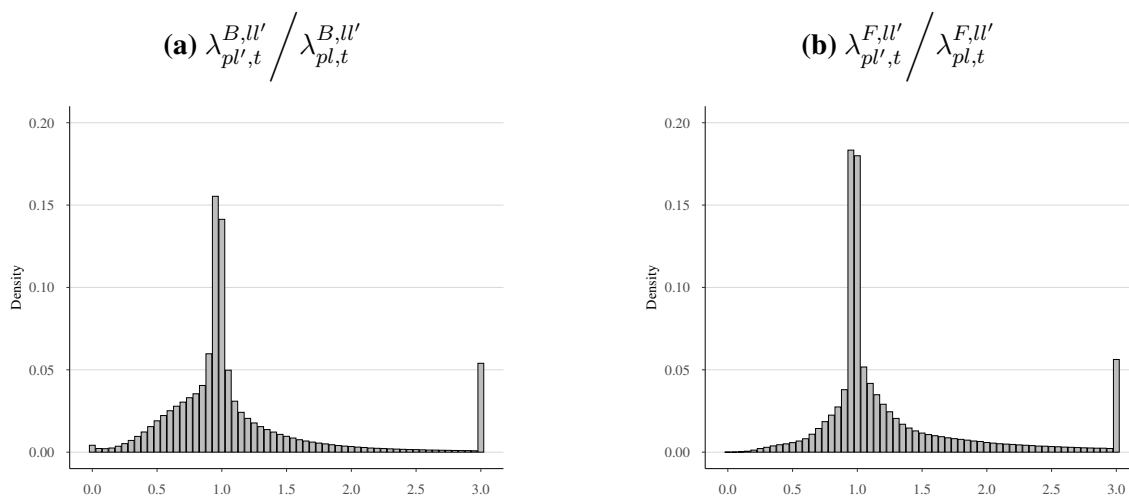 (a) λ^{B,ll′}_{pl′,t} / λ^{B,ll′}_{pl,t}
0.20
0.15
0.10
0.05
0.00
Density
0.0 0.5 1.0 1.5 2.0 2.5 3.0
(b) λ^{F,ll′}_{pl′,t} / λ^{F,ll′}_{pl,t}
0.20
0.15
0.10
0.05
0.00
Density
0.0 0.5 1.0 1.5 2.0 2.5 3.0